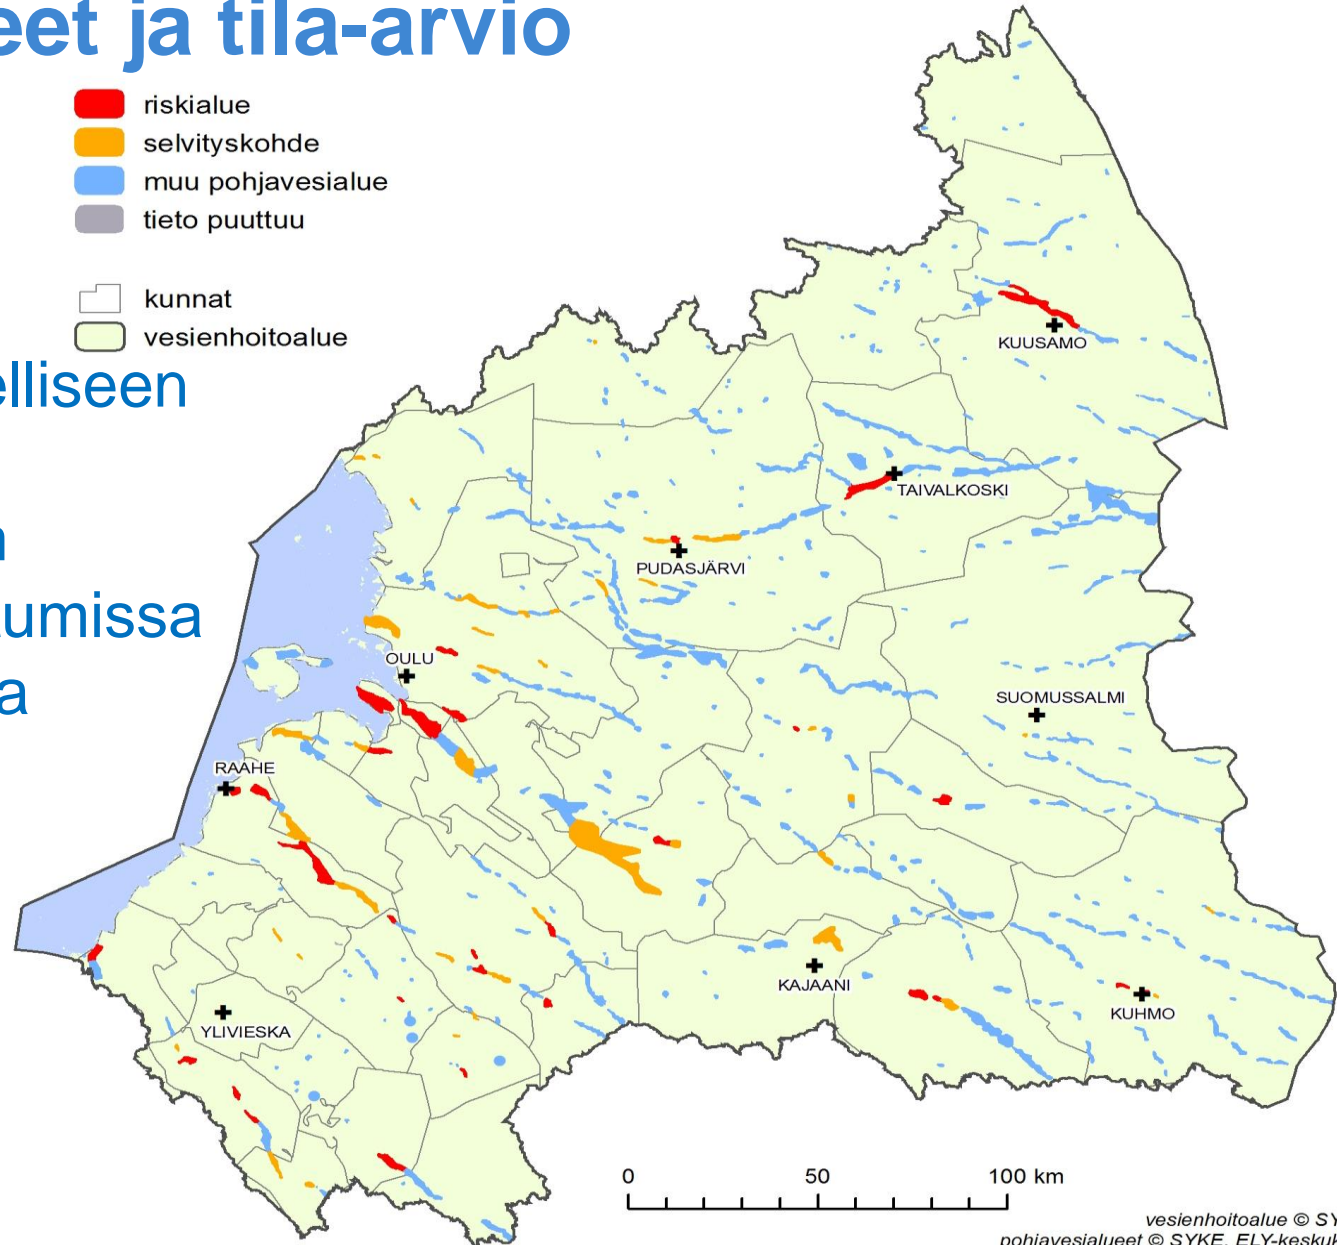 eet ja tila-arvio
riskialue
selvityskohde
muu pohjavesialue
tieto puuttuu
kunnat
vesienhoitoalue
elliseen
n
umissa
a
KUUSAMO
TAIVALKOSKI
PUDASJÄRVI
OULU
SUOMUSSALMI
RAAHE
KAJAANI
KUHMO
YLIVIESKA
0 50 100 km
vesienhoitoalue © SY
pohjavesialueet © SYKE, ELY-keskuk